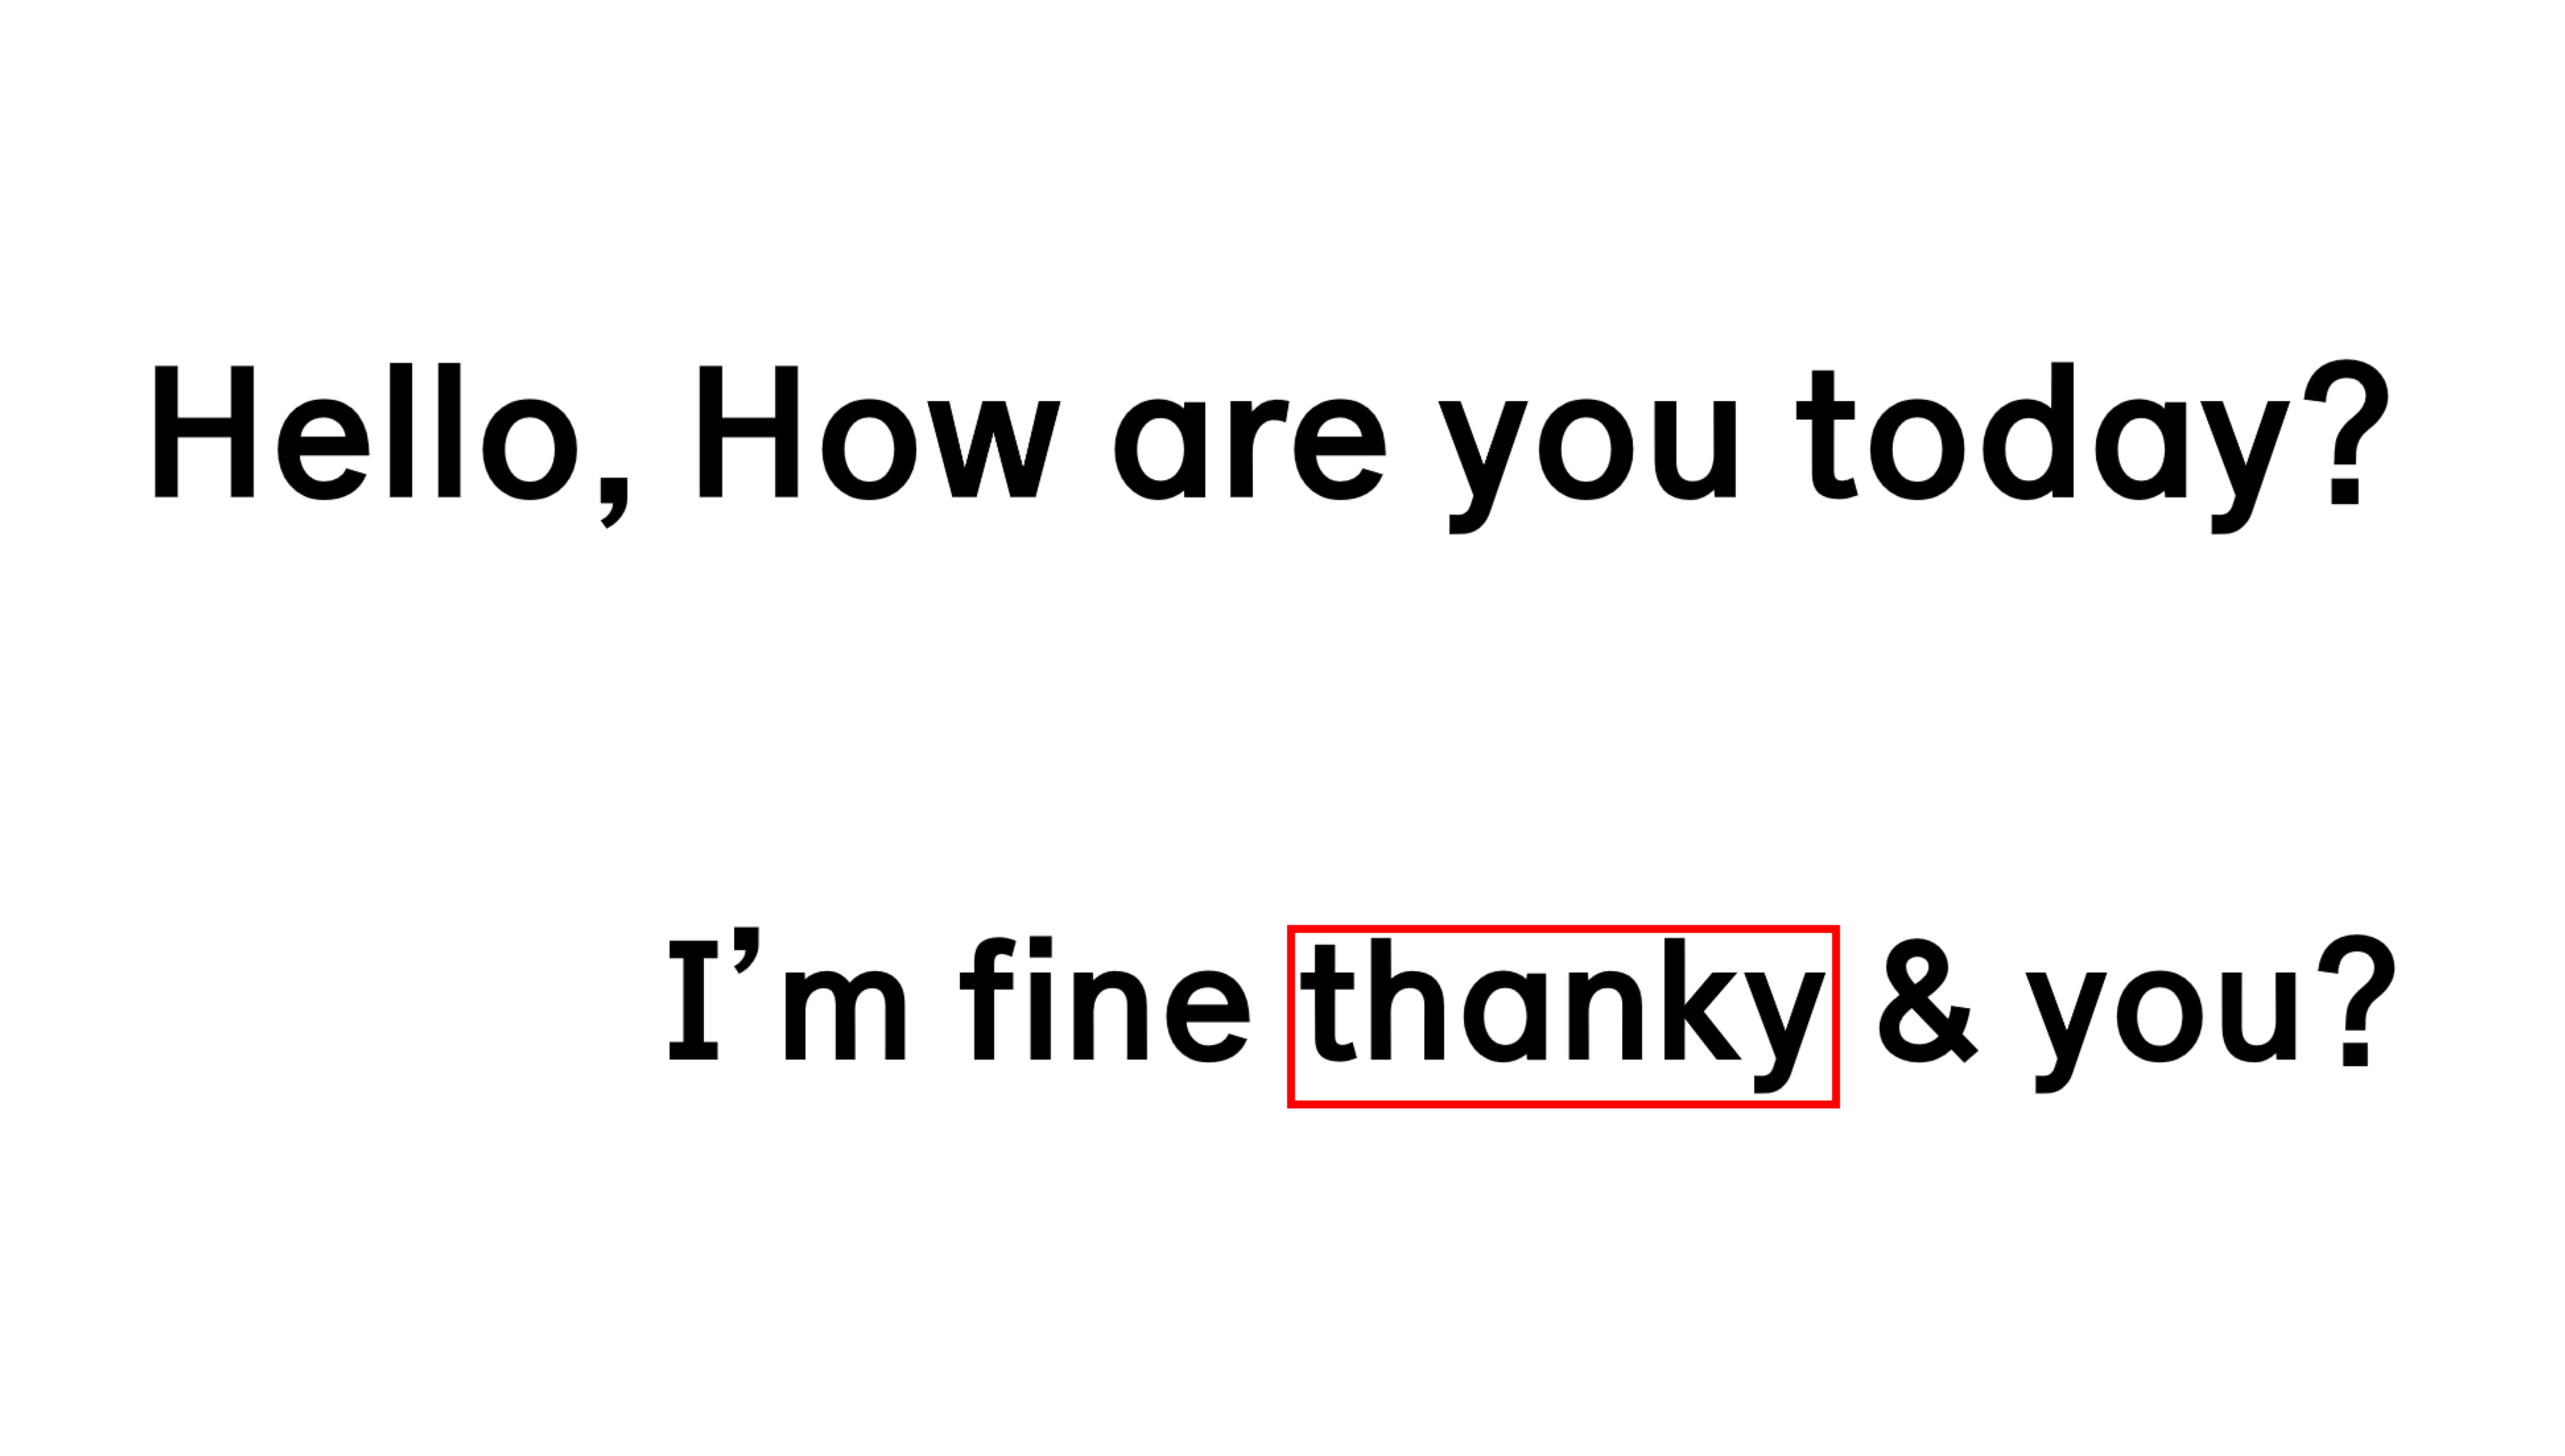 Hello, How are you today?
I’m fine thanky & you?